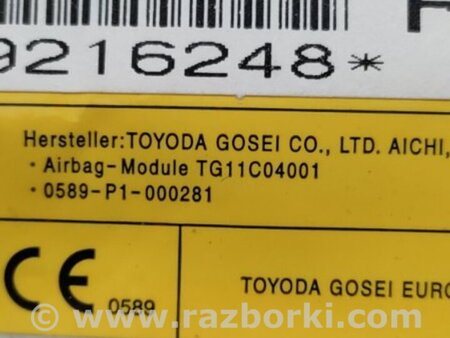 9216248*
Hersteller:TOYODA GOSEI CO., LTD. AICHI,
· Airbag-Module TG11C04001
· 0589-P1-000281
CE 0589
TOYODA GOSEI EURO
© www.razborki.com